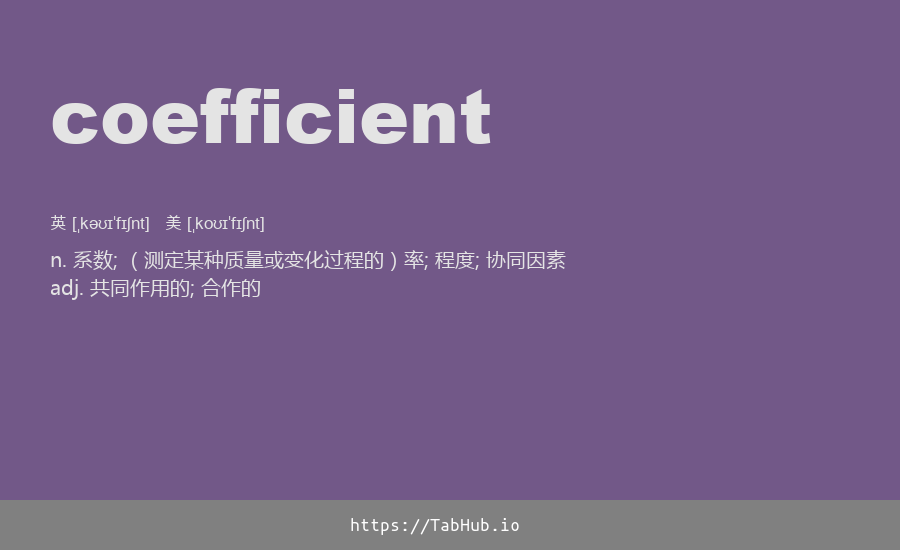 coefficient
英 [ˌkəʊɪˈfɪʃnt] 美 [ˌkoʊɪˈfɪʃnt]
n. 系数; （测定某种质量或变化过程的）率; 程度; 协同因素
adj. 共同作用的; 合作的
https://TabHub.io